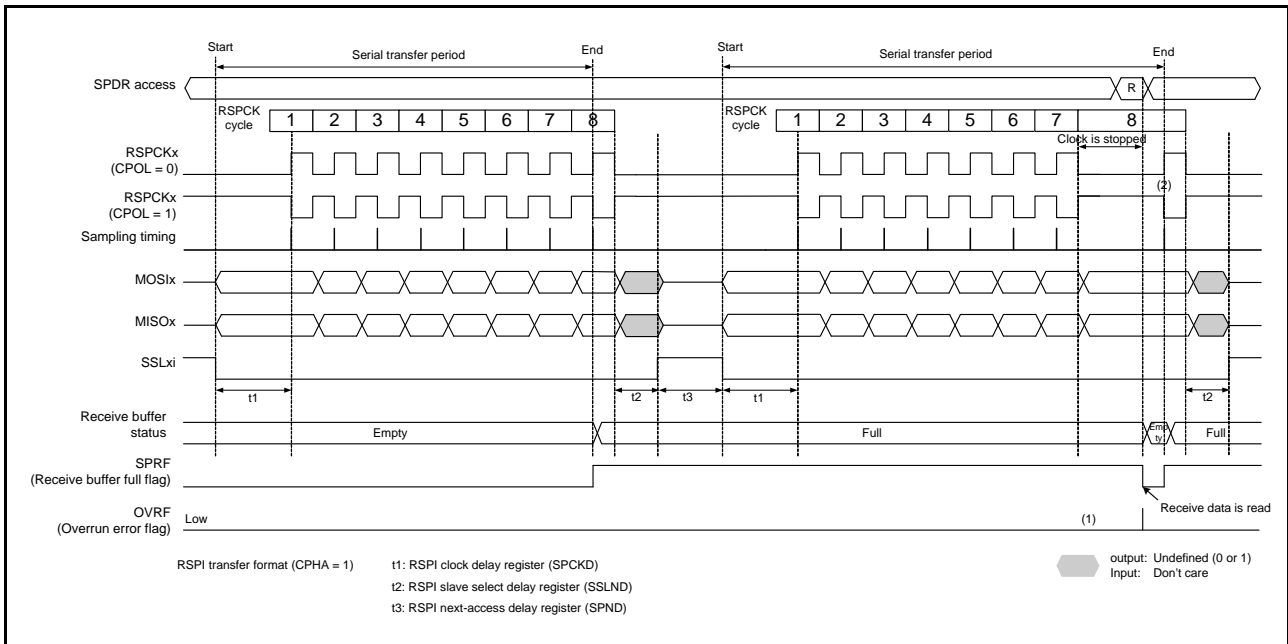 Start Serial transfer period End Start Serial transfer period End
SPDR access R
RSPCK cycle 1 2 3 4 5 6 7 8 RSPCK cycle 1 2 3 4 5 6 7 8
Clock is stopped
RSPCKx
(CPOL = 0)
(2)
RSPCKx
(CPOL = 1)
Sampling timing
MOSIx
MISOx
SSLxi
t1 t2 t3 t1 t2
Receive buffer
status
Empty Full Emp
ty Full
SPRF
(Receive buffer full flag)
Receive data is read
OVRF
(Overrun error flag)
Low (1)
RSPI transfer format (CPHA = 1)
t1: RSPI clock delay register (SPCKD)
t2: RSPI slave select delay register (SSLND)
t3: RSPI next-access delay register (SPND)
output: Undefined (0 or 1)
Input: Don't care